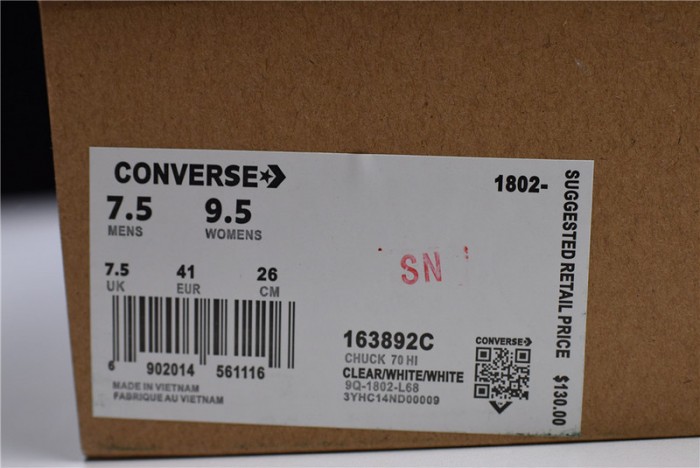 CONVERSE
1802-
7.5 9.5
MENS WOMENS
7.5 41 26
UK EUR CM
SN
6 902014 561116
MADE IN VIETNAM
FABRIQUE AU VIETNAM
163892C
CHUCK 70 HI
CLEAR/WHITE/WHITE
9Q-1802-L68
3YHC14ND00009
CONVERSE
SUGGESTED RETAIL PRICE $130.00